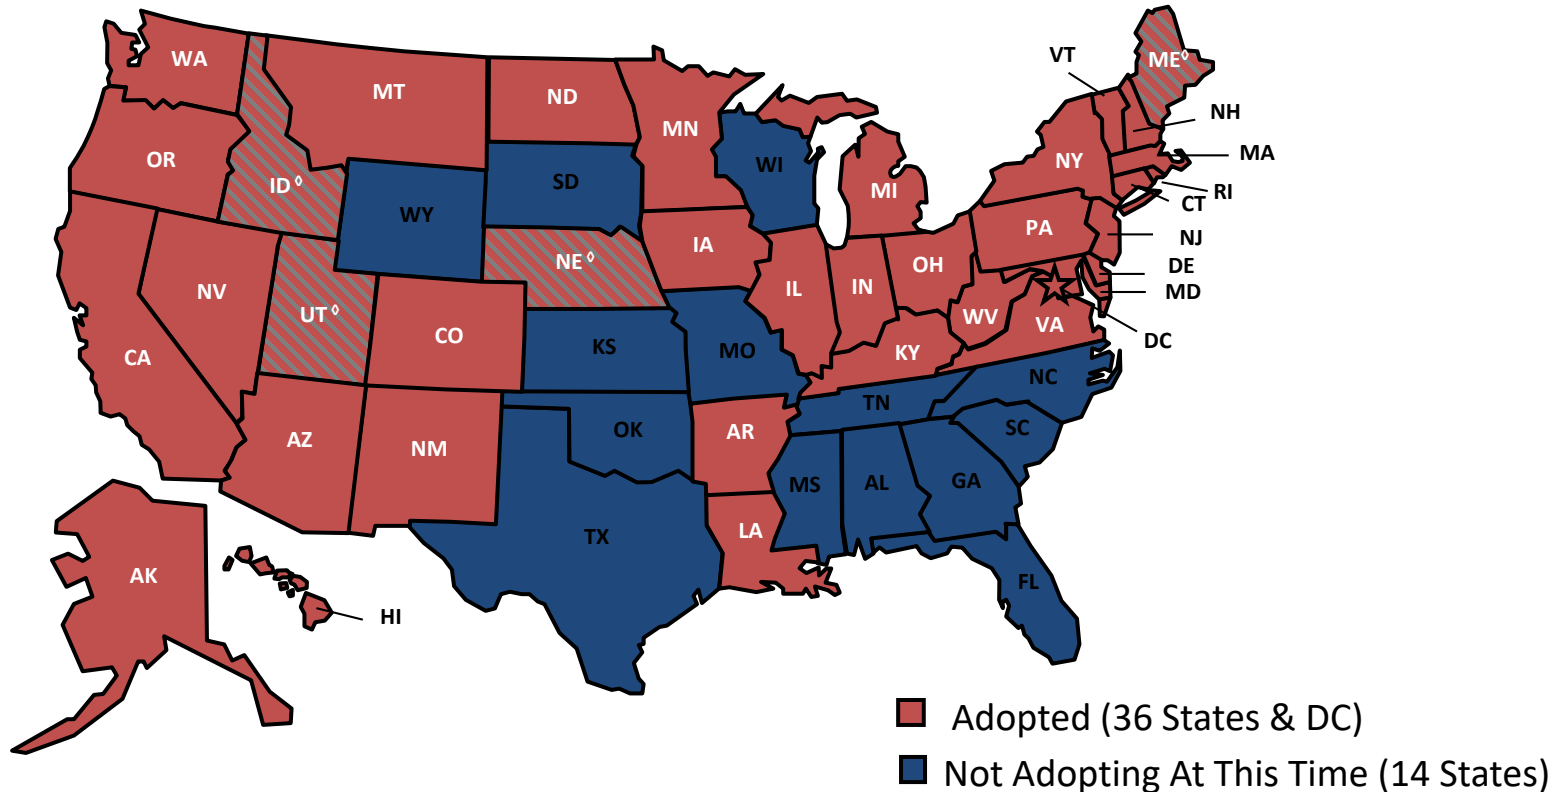 WA
MT
ND
MN
VT
ME◊
NH
OR
ID◊
SD
WI
MI
NY
MA
RI
CT
WY
IA
PA
NJ
NE◊
OH
DE
NV
UT◊
IL
IN
MD
WV
VA
DC
CA
CO
KS
MO
KY
NC
TN
AZ
NM
OK
AR
SC
MS
AL
GA
LA
TX
FL
AK
HI
Adopted (36 States & DC)
Not Adopting At This Time (14 States)